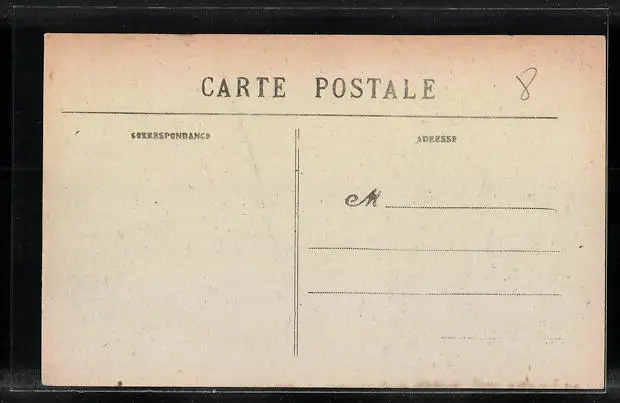 CARTE POSTALE 8
CORRESPONDANCE
ADRESSE
M